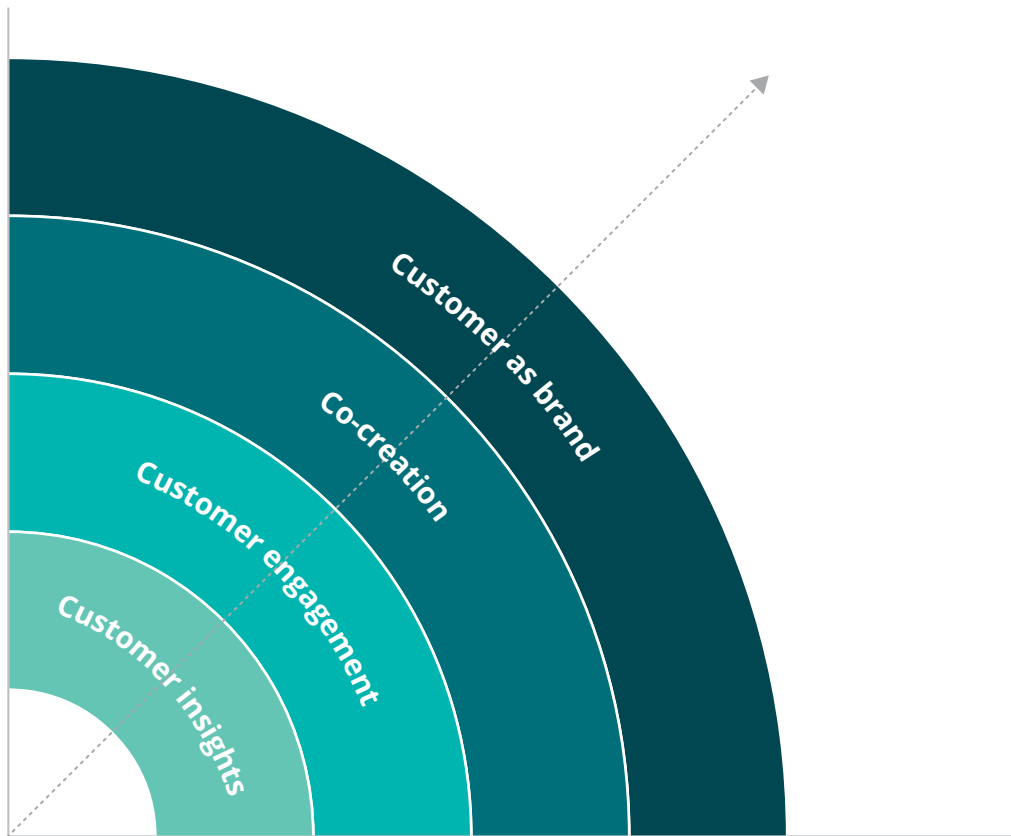 Customer as brand
Co-creation
Customer engagement
Customer insights